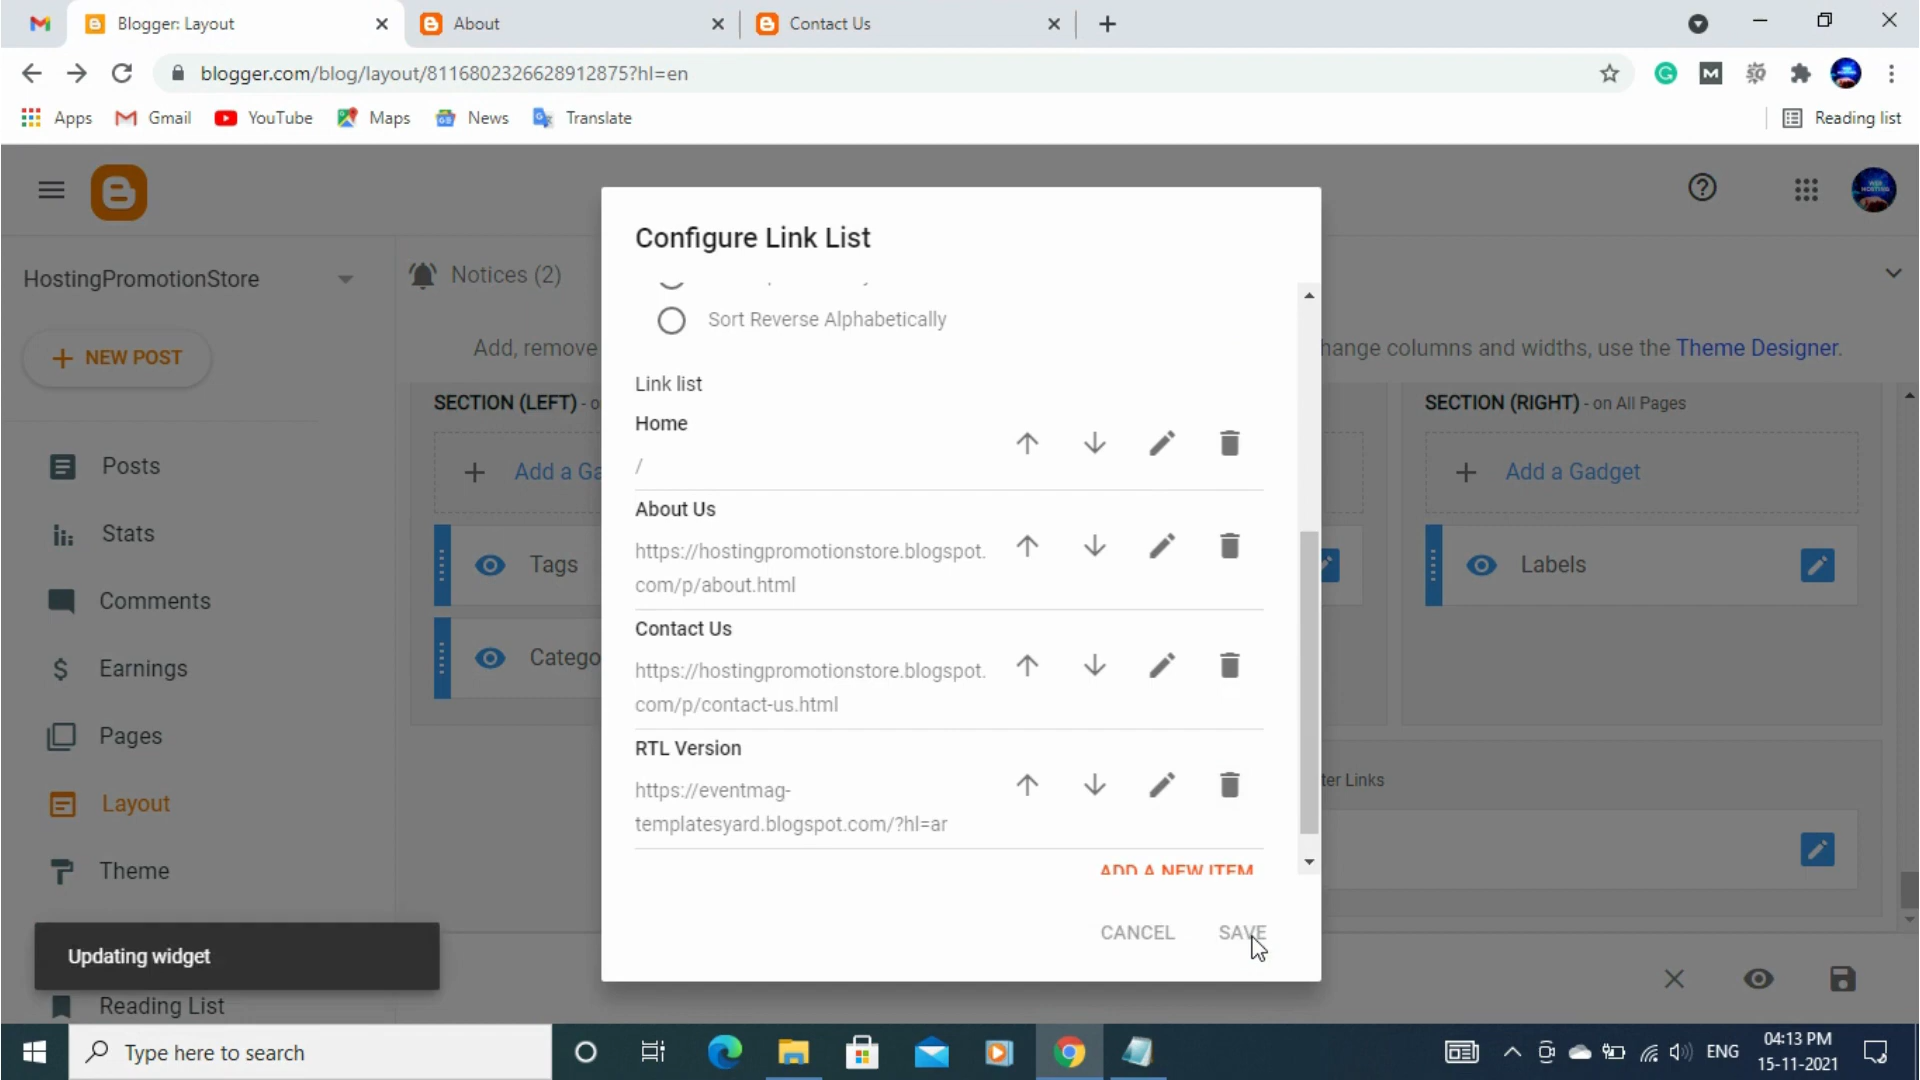 Blogger: Layout
About
Contact Us
blogger.com/blog/layout/8116802326628912875?hl=en
Apps
Gmail
YouTube
Maps
News
Translate
Reading list
HostingPromotionStore
Notices (2)
NEW POST
Add, remove
hange columns and widths, use the Theme Designer.
Configure Link List
Sort Reverse Alphabetically
Link list
Home
/
About Us
https://hostingpromotionstore.blogspot.
com/p/about.html
Contact Us
https://hostingpromotionstore.blogspot.
com/p/contact-us.html
RTL Version
https://eventmag-
templatesyard.blogspot.com/?hl=ar
ADD A NEW ITEM
CANCEL
SAVE
SECTION (LEFT) - o
Add a Ga
Tags
Catego
SECTION (RIGHT) - on All Pages
Add a Gadget
Labels
ter Links
Posts
Stats
Comments
Earnings
Pages
Layout
Theme
Updating widget
Reading List
Type here to search
ENG
04:13 PM
15-11-2021